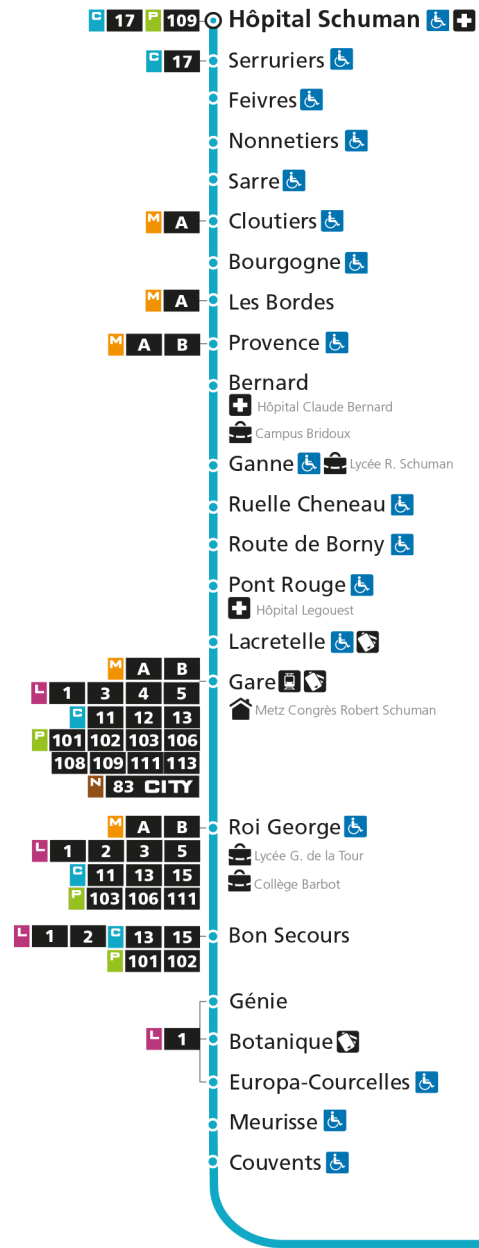 C 17 P 109 Hôpital Schuman
C 17 Serruriers
Feivres
Nonnetiers
Sarre
M A Cloutiers
Bourgogne
M A Les Bordes
M A B Provence
Bernard
Hôpital Claude Bernard
Campus Bridoux
Ganne Lycée R. Schuman
Ruelle Cheneau
Route de Borny
Pont Rouge
Hôpital Legouest
Lacretelle
M A B
Gare
L 1 3 4 5
Metz Congrès Robert Schuman
C 11 12 13
P 101 102 103 106
108 109 111 113
N 83 CITY
M A B Roi George
L 1 2 3 5 Lycée G. de la Tour
C 11 13 15 Collège Barbot
P 103 106 111
L 1 2 C 13 15 Bon Secours
P 101 102
Génie
L 1 Botanique
Europa-Courcelles
Meurisse
Couvents